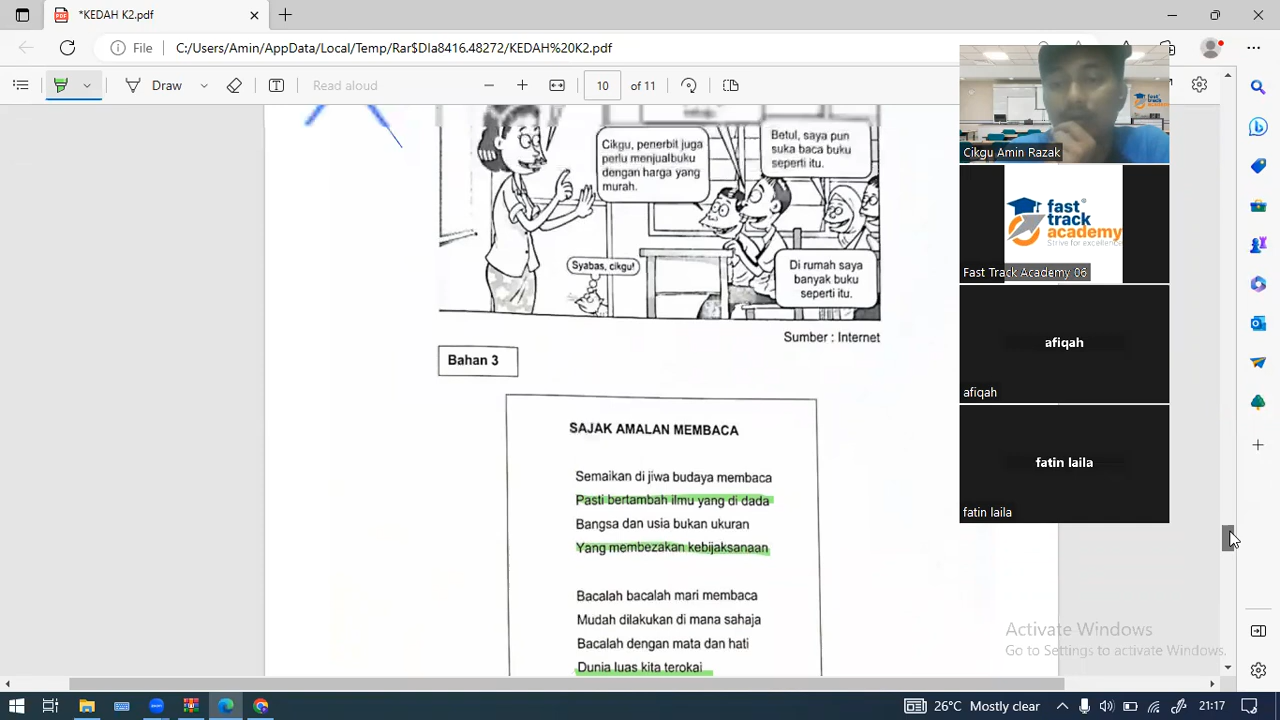 *KEDAH K2.pdf
File
C:/Users/Amin/AppData/Local/Temp/Rar$DIa8416.48272/KEDAH%20K2.pdf
Draw
Read aloud
10
of 11
Cikgu, penerbit juga
perlu menjualbuku
dengan harga yang
murah.
Betul, saya pun
suka baca buku
seperti itu.
Syabas, cikgu!
Di rumah saya
banyak buku
seperti itu.
Sumber : Internet
Bahan 3
SAJAK AMALAN MEMBACA
Semaikan di jiwa budaya membaca
Pasti bertambah ilmu yang di dada
Bangsa dan usia bukan ukuran
Yang membezakan kebijaksanaan
Bacalah bacalah mari membaca
Mudah dilakukan di mana sahaja
Bacalah dengan mata dan hati
Dunia luas kita terokai
Cikgu Amin Razak
fast
track
academy
Strive for excellence
Fast Track Academy 06
afiqah
afiqah
fatin laila
fatin laila
Activate Windows
Go to Settings to activate Windows.
26°C Mostly clear
21:17